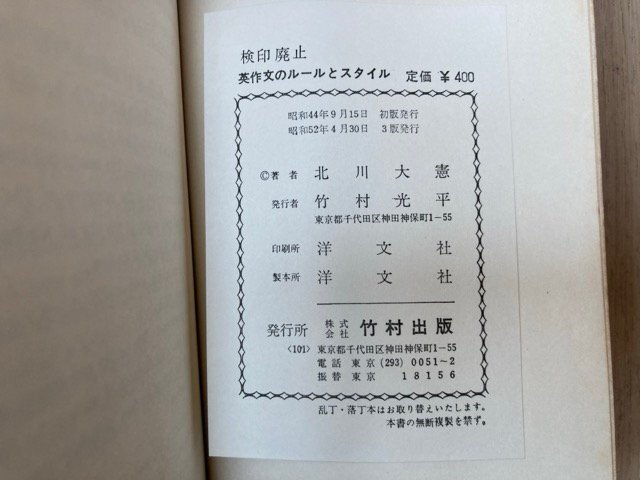 検印廃止
英作文のルールとスタイル 定価 ¥400
昭和44年9月15日 初版発行
昭和52年4月30日 3版発行
©著者 北川大憲
発行者 竹村光平
東京都千代田区神田神保町1-55
印刷所 洋文社
製本所 洋文社
発行所 株式会社 竹村出版
<101> 東京都千代田区神田神保町1-55
電話 東京 (293) 0051~2
振替 東京 18156
乱丁・落丁本はお取り替えいたします。
本書の無断複製を禁ず。